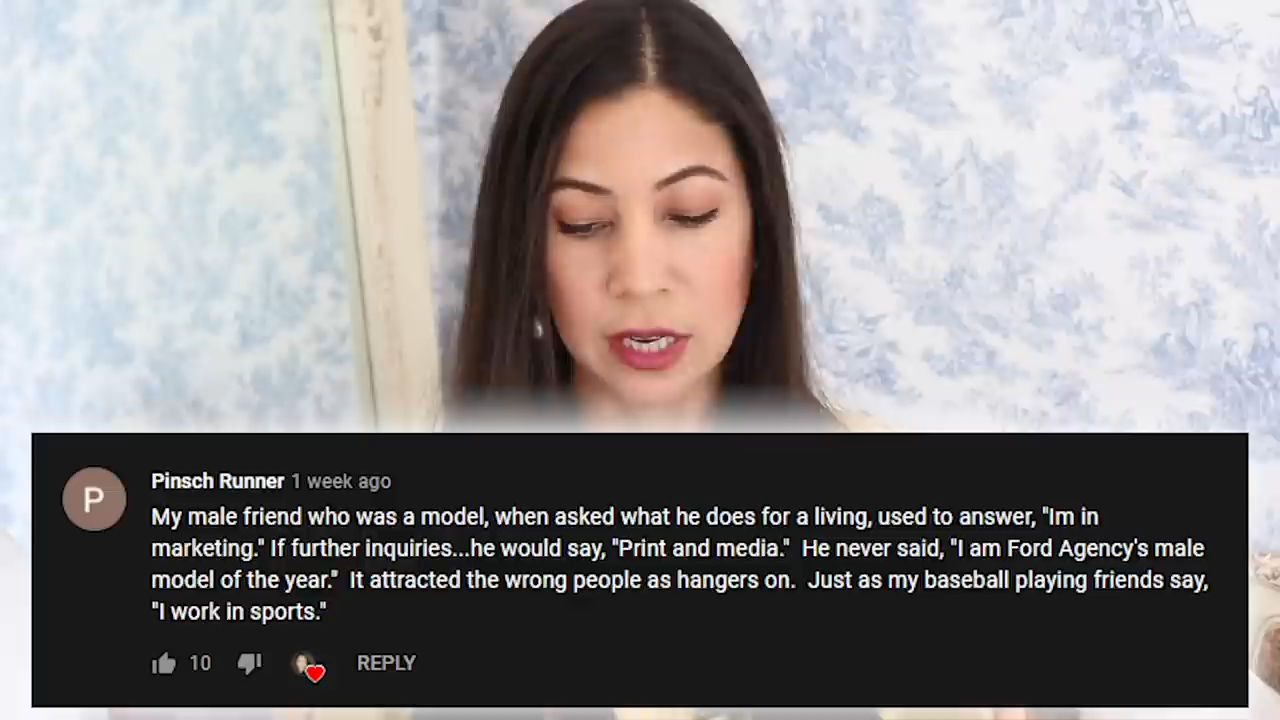 P
Pinsch Runner 1 week ago
My male friend who was a model, when asked what he does for a living, used to answer, "Im in
marketing." If further inquiries...he would say, "Print and media."  He never said, "I am Ford Agency's male
model of the year."  It attracted the wrong people as hangers on.  Just as my baseball playing friends say,
"I work in sports."
10 REPLY